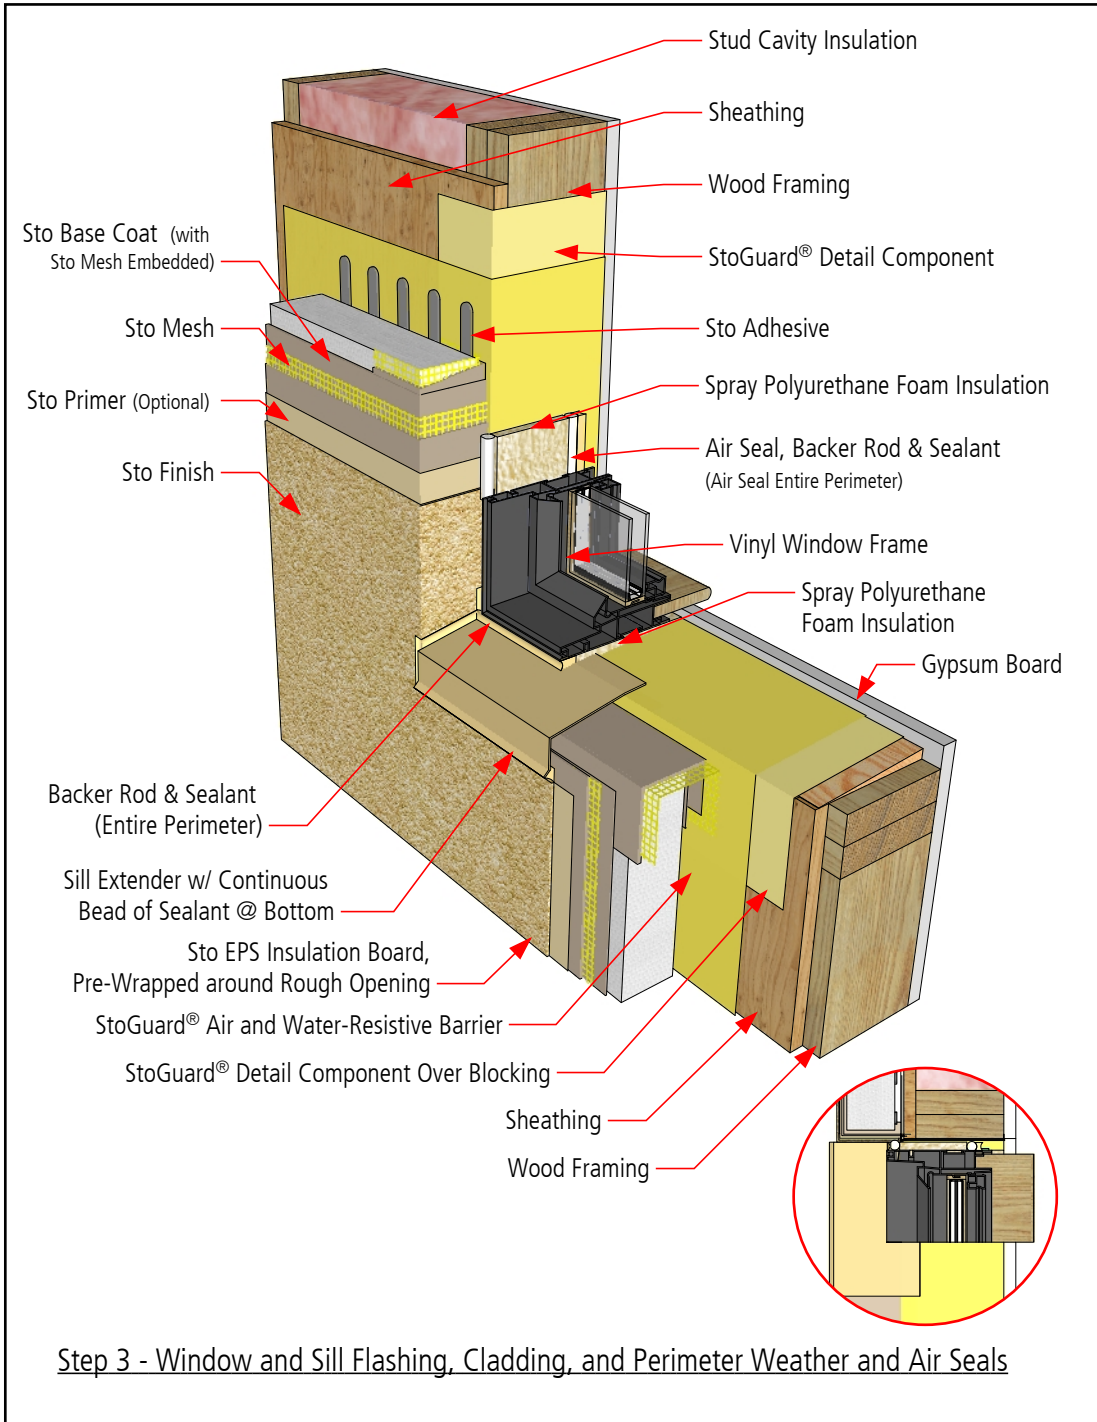 Stud Cavity Insulation
Sheathing
Wood Framing
Sto Base Coat (with
Sto Mesh Embedded)
StoGuard® Detail Component
Sto Mesh
Sto Adhesive
Spray Polyurethane Foam Insulation
Sto Primer (Optional)
Air Seal, Backer Rod & Sealant
(Air Seal Entire Perimeter)
Sto Finish
Vinyl Window Frame
Spray Polyurethane
Foam Insulation
Gypsum Board
Backer Rod & Sealant
(Entire Perimeter)
Sill Extender w/ Continuous
Bead of Sealant @ Bottom
Sto EPS Insulation Board,
Pre-Wrapped around Rough Opening
StoGuard® Air and Water-Resistive Barrier
StoGuard® Detail Component Over Blocking
Sheathing
Wood Framing
Step 3 - Window and Sill Flashing, Cladding, and Perimeter Weather and Air Seals